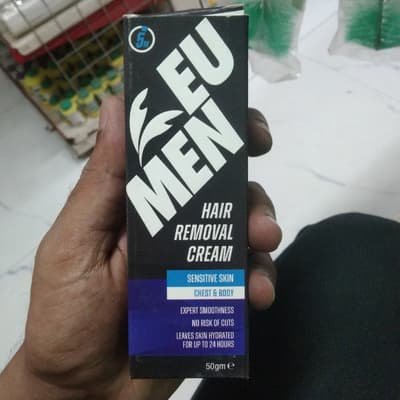 EU
MEN
HAIR
REMOVAL
CREAM
SENSITIVE SKIN
CHEST & BODY
EXPERT SMOOTHNESS
NO RISK OF CUTS
LEAVES SKIN HYDRATED
FOR UP TO 24 HOURS
50gm e